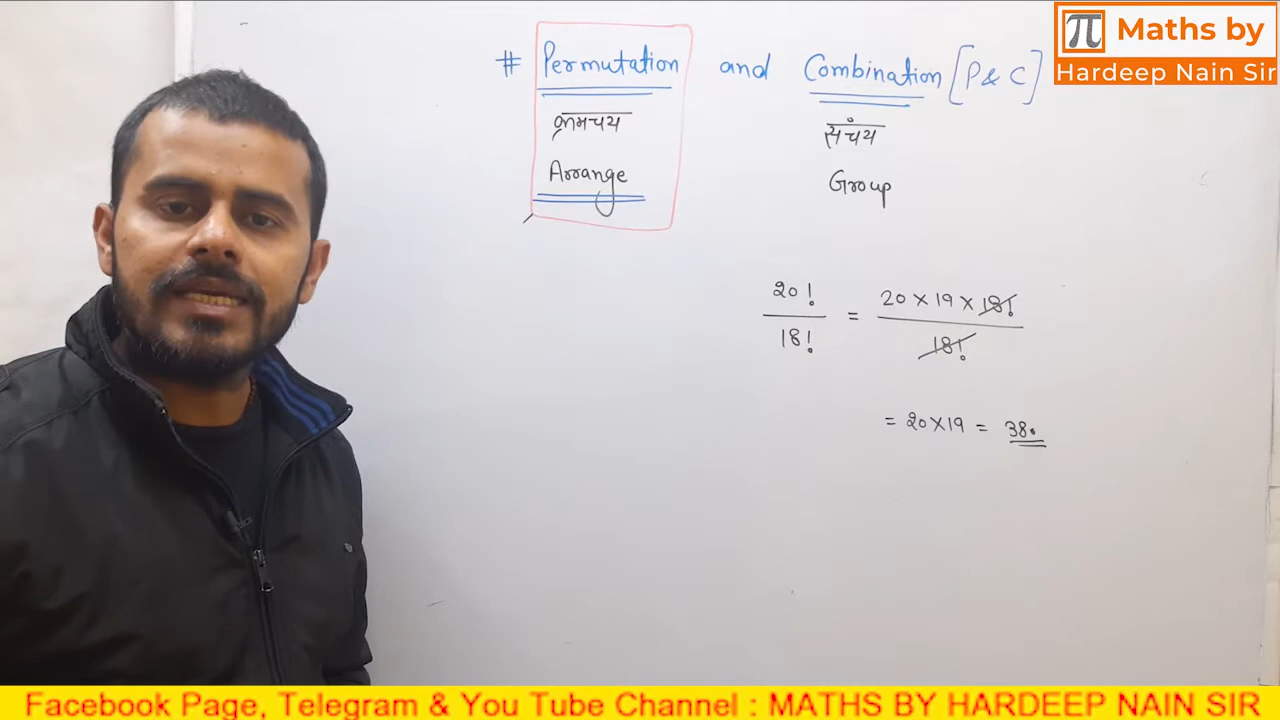 # Permutation and Combination [P & C]
क्रमचय संचय
Arrange Group
20! / 18! = 20 × 19 × 18! / 18!
= 20 × 19 = 380
π Maths by
Hardeep Nain Sir
Facebook Page, Telegram & You Tube Channel : MATHS BY HARDEEP NAIN SIR